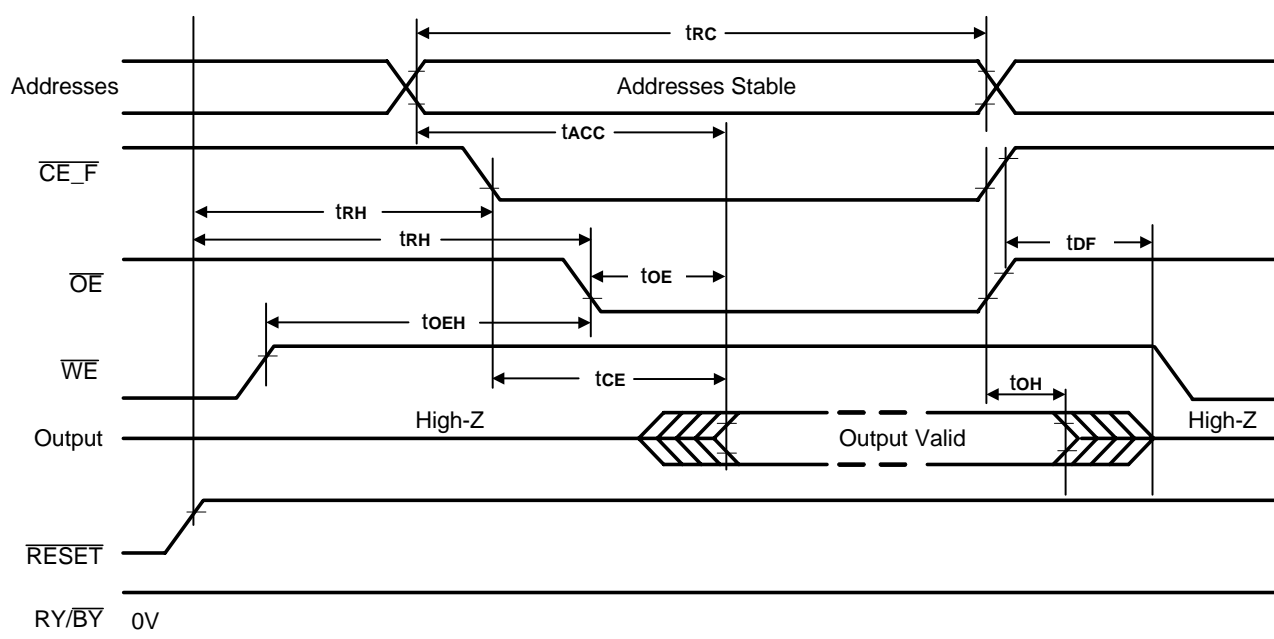 tRC
Addresses
Addresses Stable
tACC
CE_F
tRH
tRH
tDF
OE
tOE
tOEH
WE
tCE
tOH
High-Z
High-Z
Output
Output Valid
RESET
RY/BY 0V